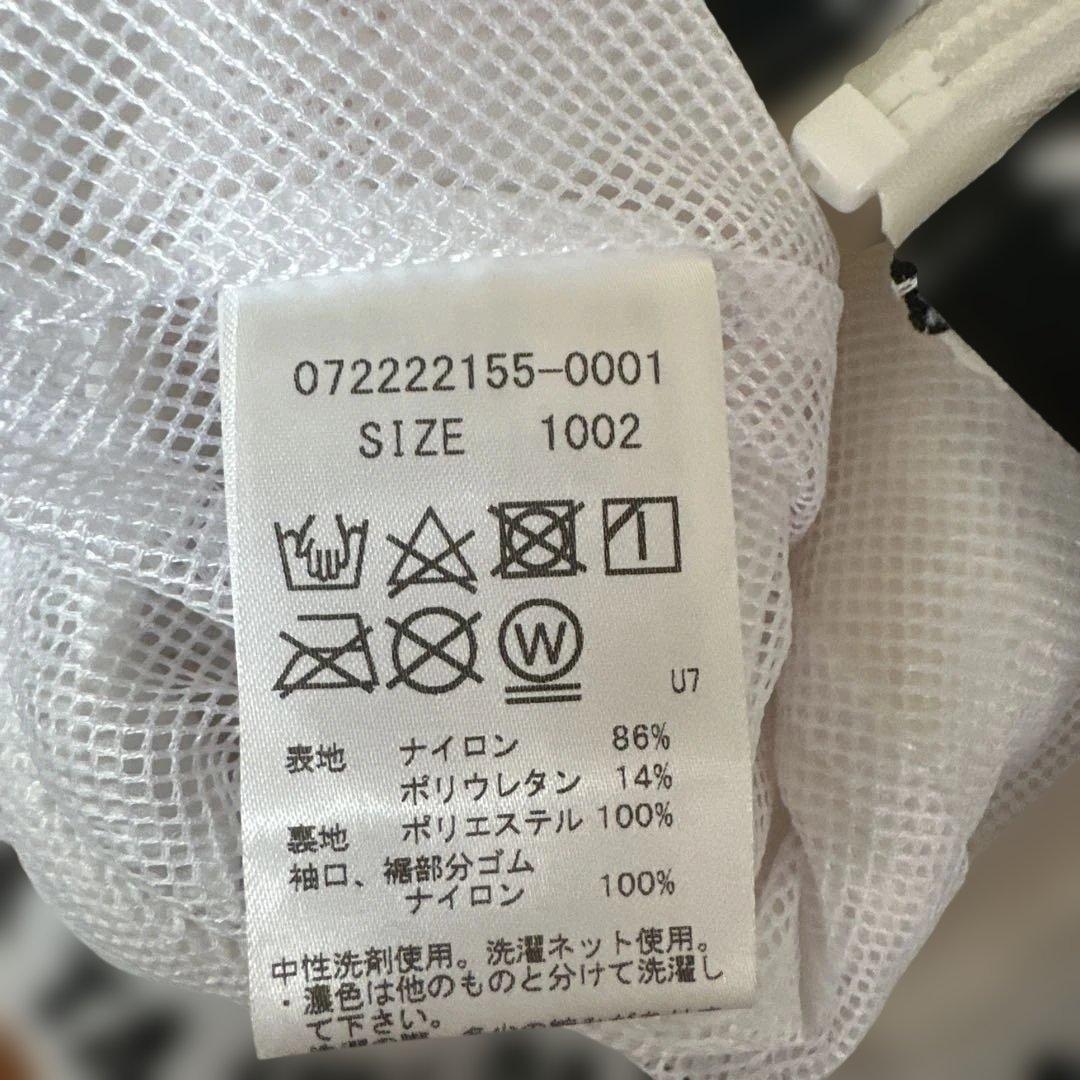 072222155-0001
SIZE 1002
W
U7
表地 ナイロン 86%
ポリウレタン 14%
裏地 ポリエステル 100%
袖口、裾部分ゴム
ナイロン 100%
中性洗剤使用。洗濯ネット使用。
・濃色は他のものと分けて洗濯し
て下さい。